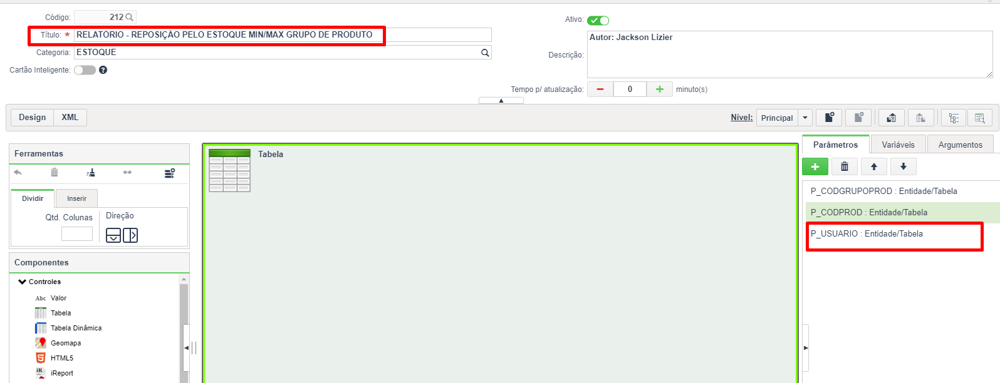 Código: 212
Título: * RELATÓRIO - REPOSIÇÃO PELO ESTOQUE MIN/MAX GRUPO DE PRODUTO
Categoria: ESTOQUE
Cartão Inteligente: ?
Ativo:
Descrição: Autor: Jackson Lizier
Tempo p/ atualização: 0 minuto(s)
Design XML
Nível: Principal
Ferramentas
Dividir Inserir
Qtd. Colunas Direção
Componentes
Controles
Abc Valor
Tabela
Tabela Dinâmica
Geomapa
HTML5
iR iReport
Tabela
Parâmetros Variáveis Argumentos
P_CODGRUPOPROD : Entidade/Tabela
P_CODPROD : Entidade/Tabela
P_USUARIO : Entidade/Tabela